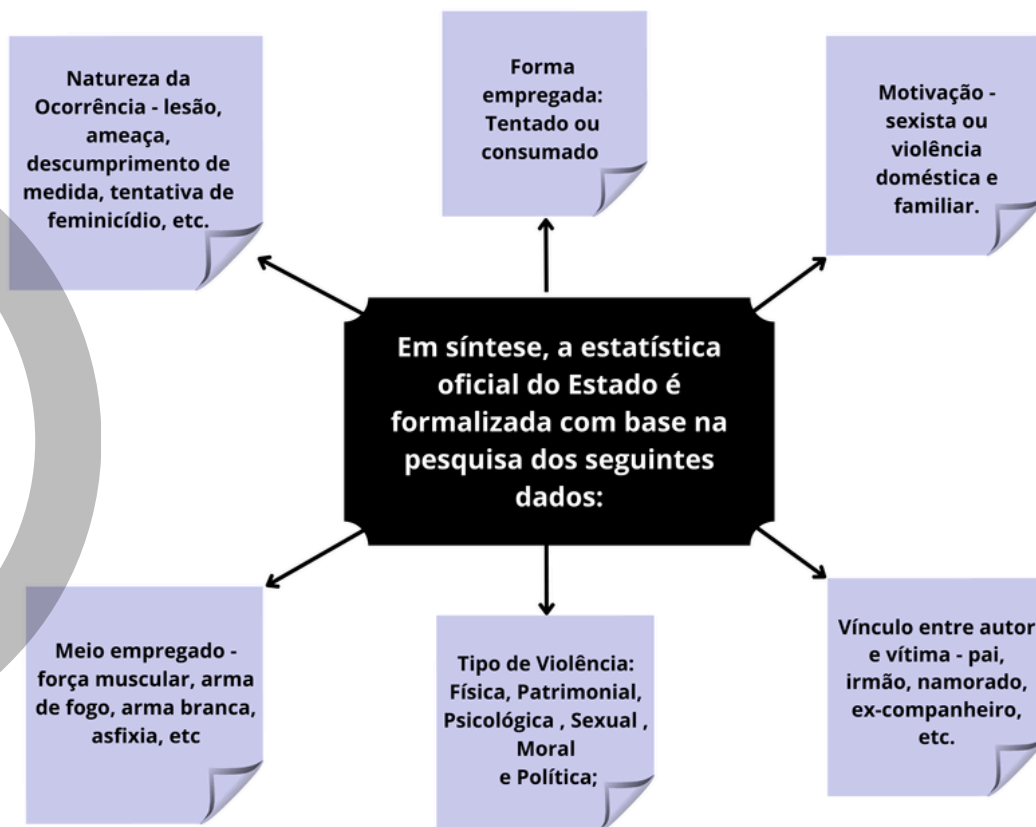 Natureza da
Ocorrência - lesão,
ameaça,
descumprimento de
medida, tentativa de
feminicídio, etc.
Forma
empregada:
Tentado ou
consumado
Motivação -
sexista ou
violência
doméstica e
familiar.
Em síntese, a estatística
oficial do Estado é
formalizada com base na
pesquisa dos seguintes
dados:
Meio empregado -
força muscular, arma
de fogo, arma branca,
asfixia, etc
Tipo de Violência:
Física, Patrimonial,
Psicológica , Sexual ,
Moral
e Política;
Vínculo entre autor
e vítima - pai,
irmão, namorado,
ex-companheiro,
etc.